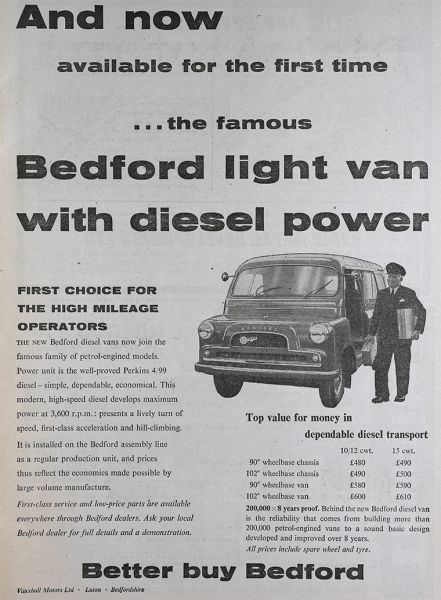 And now
available for the first time
...the famous
Bedford light van
with diesel power
FIRST CHOICE FOR
THE HIGH MILEAGE
OPERATORS
THE NEW Bedford diesel vans now join the
famous family of petrol-engined models.
Power unit is the well-proved Perkins 4/99
diesel – simple, dependable, economical. This
modern, high-speed diesel develops maximum
power at 3,600 r.p.m.: presents a lively turn of
speed, first-class acceleration and hill-climbing.
It is installed on the Bedford assembly line
as a regular production unit, and prices
thus reflect the economics made possible by
large volume manufacture.
First-class service and low-price parts are available
everywhere through Bedford dealers. Ask your local
Bedford dealer for full details and a demonstration.
BEDFORD
Top value for money in
dependable diesel transport
10/12 cwt. 15 cwt.
90" wheelbase chassis £480 £490
102" wheelbase chassis £490 £500
90" wheelbase van £580 £590
102" wheelbase van £600 £610
200,000 × 8 years proof. Behind the new Bedford diesel van
is the reliability that comes from building more than
200,000 petrol-engined vans to a sound basic design
developed and improved over 8 years.
All prices include spare wheel and tyre.
Better buy Bedford
Vauxhall Motors Ltd · Luton · Bedfordshire